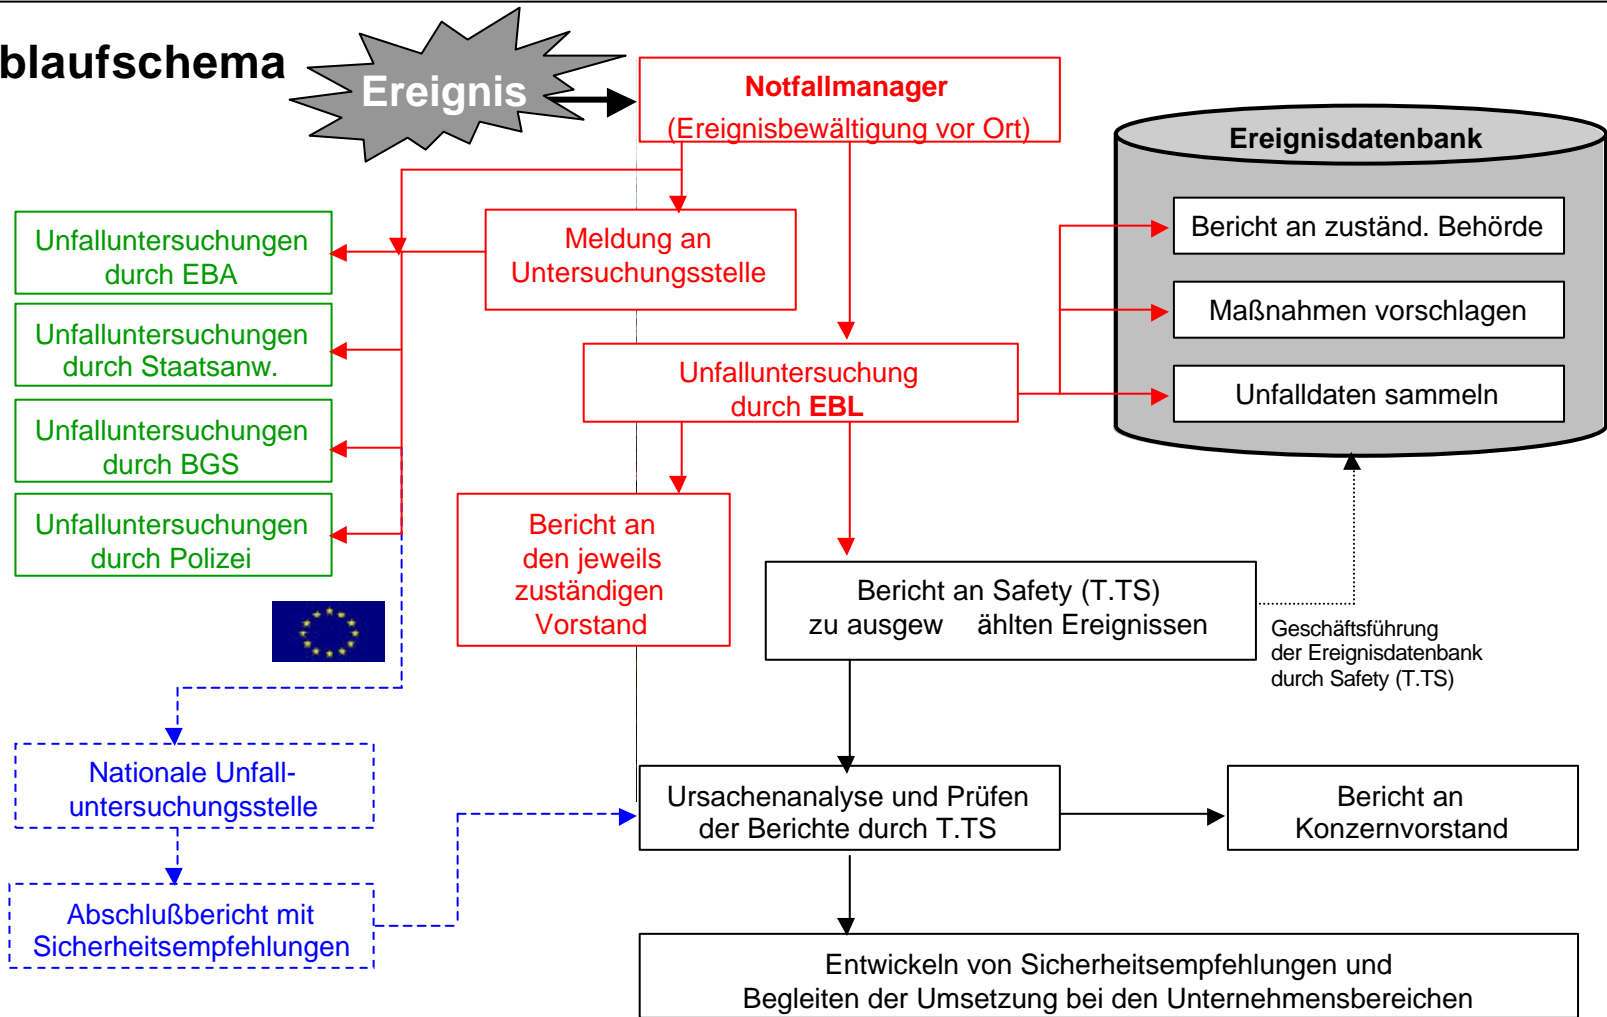 blaufschema
Ereignis
Notfallmanager
(Ereignisbewältigung vor Ort)
Ereignisdatenbank
Bericht an zuständ. Behörde
Maßnahmen vorschlagen
Unfalldaten sammeln
Unfalluntersuchungen
durch EBA
Meldung an
Untersuchungsstelle
Unfalluntersuchungen
durch Staatsanw.
Unfalluntersuchung
durch EBL
Unfalluntersuchungen
durch BGS
Unfalluntersuchungen
durch Polizei
Bericht an
den jeweils
zuständigen
Vorstand
Bericht an Safety (T.TS)
zu ausgew ählten Ereignissen
Geschäftsführung
der Ereignisdatenbank
durch Safety (T.TS)
Nationale Unfall-
untersuchungsstelle
Ursachenanalyse und Prüfen
der Berichte durch T.TS
Bericht an
Konzernvorstand
Abschlußbericht mit
Sicherheitsempfehlungen
Entwickeln von Sicherheitsempfehlungen und
Begleiten der Umsetzung bei den Unternehmensbereichen